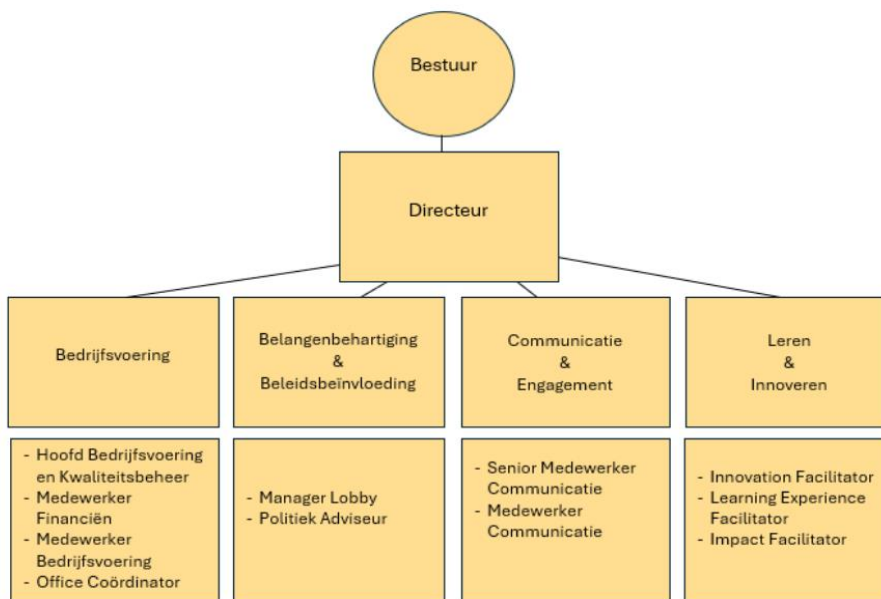 Bestuur
Directeur
Bedrijfsvoering
Belangenbehartiging
&
Beleidsbeïnvloeding
Communicatie
&
Engagement
Leren
&
Innoveren
- Hoofd Bedrijfsvoering
en Kwaliteitsbeheer
- Medewerker
Financiën
- Medewerker
Bedrijfsvoering
- Office Coördinator
- Manager Lobby
- Politiek Adviseur
- Senior Medewerker
Communicatie
- Medewerker
Communicatie
- Innovation Facilitator
- Learning Experience
Facilitator
- Impact Facilitator